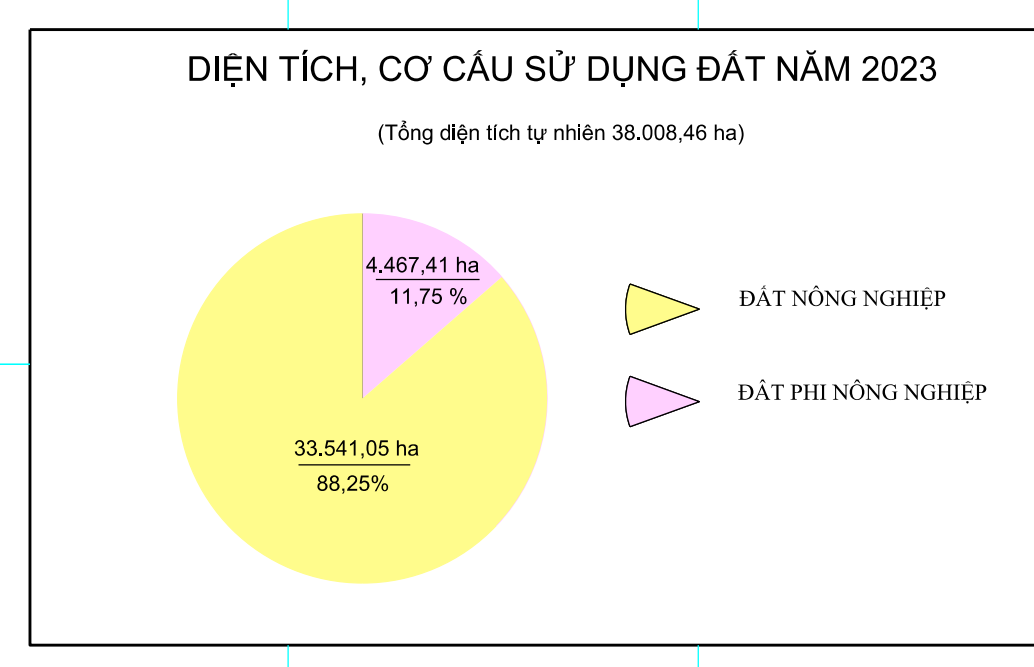 DIỆN TÍCH, CƠ CẤU SỬ DỤNG ĐẤT NĂM 2023
(Tổng diện tích tự nhiên 38.008,46 ha)
4.467,41 ha
11,75 %
ĐẤT NÔNG NGHIỆP
ĐẤT PHI NÔNG NGHIỆP
33.541,05 ha
88,25%